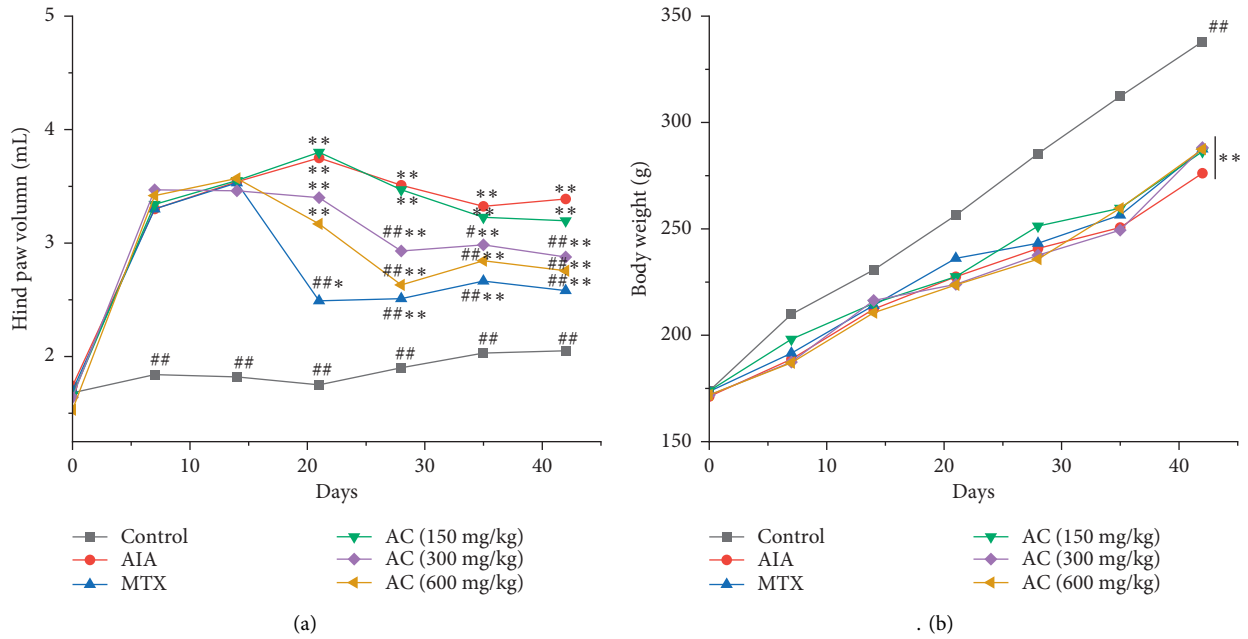 5
4
3
2
Hind paw volumn (mL)
**
**
**
**
##*
**
**
##**
##**
##**
**
**
#**
##**
##**
**
**
##**
##**
##**
##
##
##
##
##
##
0
10
20
30
40
Days
Control
AIA
MTX
AC (150 mg/kg)
AC (300 mg/kg)
AC (600 mg/kg)
(a)
350
300
250
200
150
Body weight (g)
##
**
0
10
20
30
40
Days
Control
AIA
MTX
AC (150 mg/kg)
AC (300 mg/kg)
AC (600 mg/kg)
. (b)